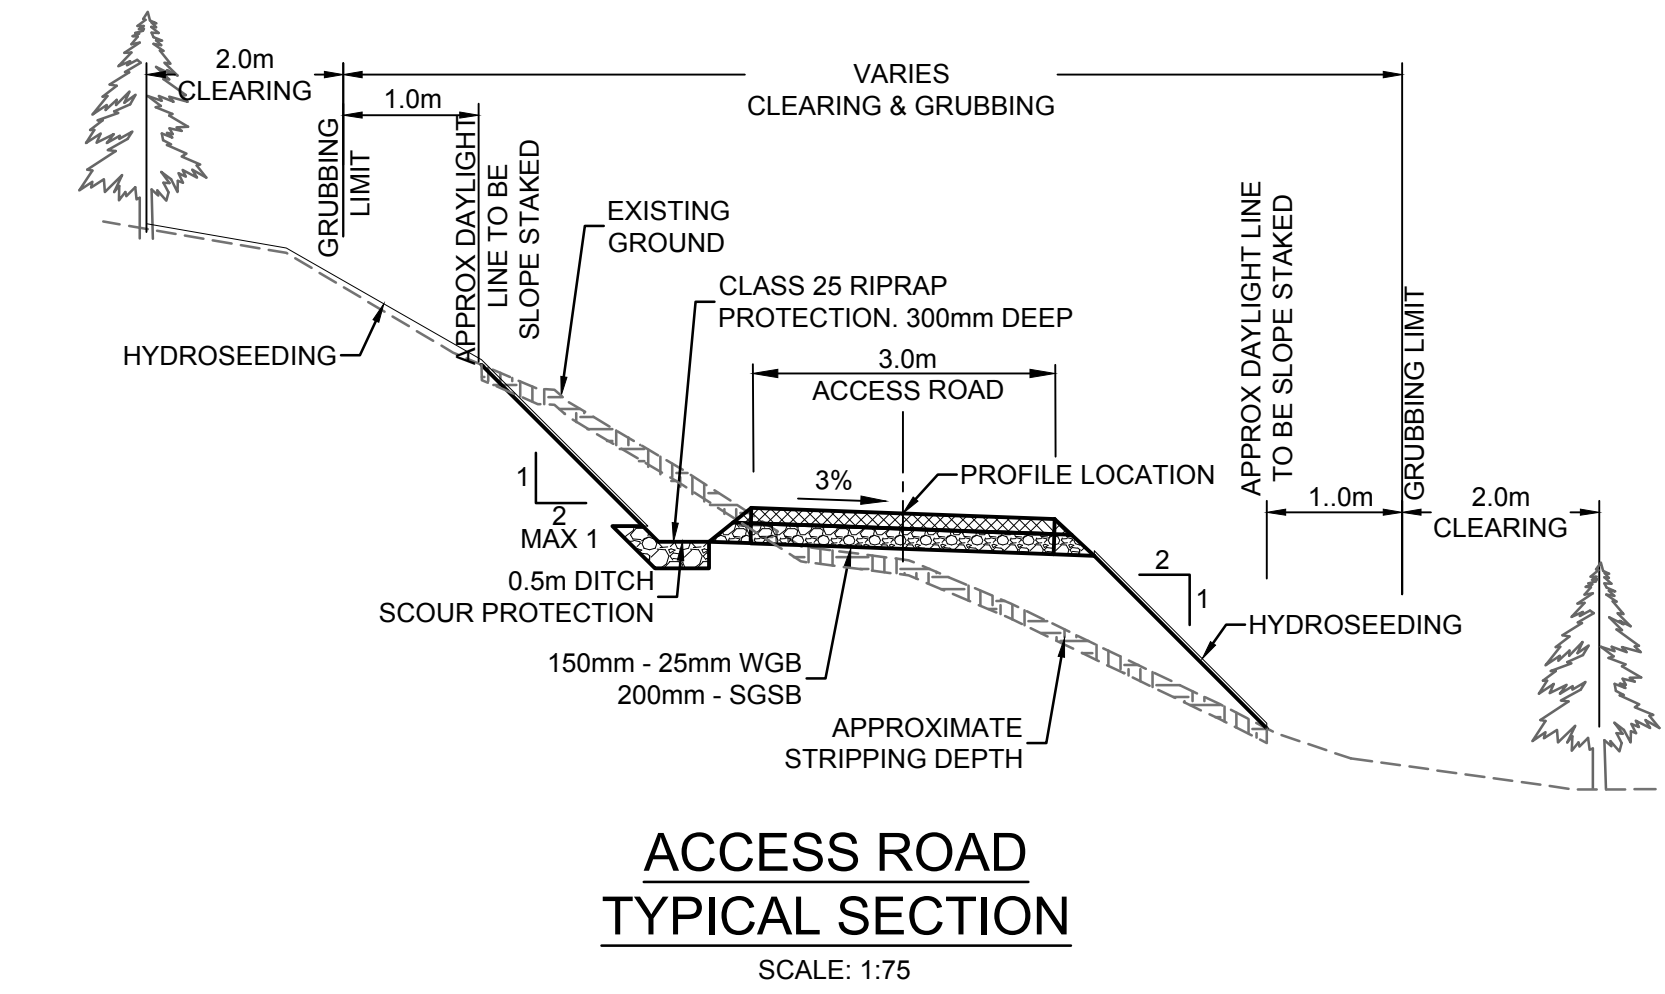 2.0m
CLEARING
VARIES
CLEARING & GRUBBING
1.0m
GRUBBING
LIMIT
APPROX DAYLIGHT
LINE TO BE
SLOPE STAKED
EXISTING
GROUND
CLASS 25 RIPRAP
PROTECTION. 300mm DEEP
HYDROSEEDING
3.0m
ACCESS ROAD
APPROX DAYLIGHT LINE
TO BE SLOPE STAKED
GRUBBING LIMIT
1
2
MAX 1
3%
PROFILE LOCATION
1..0m
2.0m
CLEARING
0.5m DITCH
SCOUR PROTECTION
2
1
HYDROSEEDING
150mm - 25mm WGB
200mm - SGSB
APPROXIMATE
STRIPPING DEPTH
ACCESS ROAD
TYPICAL SECTION
SCALE: 1:75